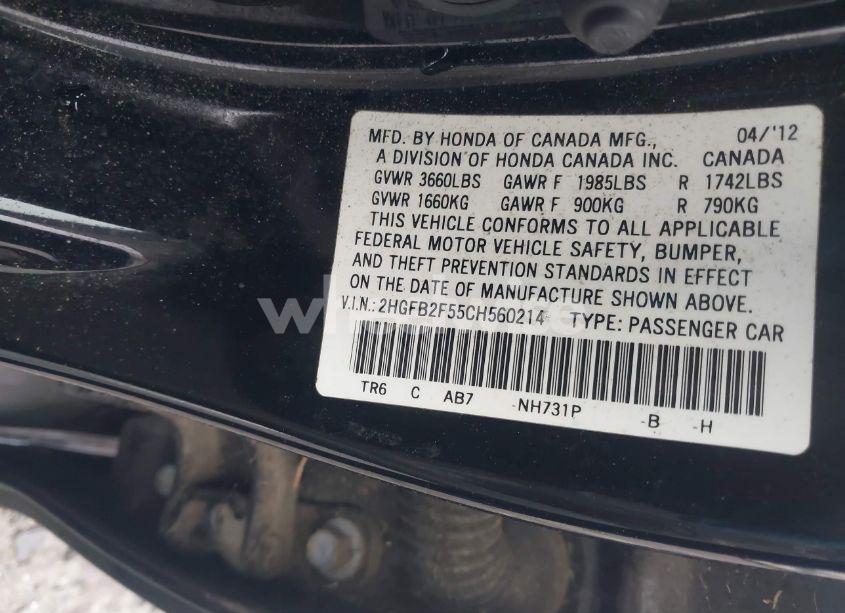 MFD. BY HONDA OF CANADA MFG., 04/'12
A DIVISION OF HONDA CANADA INC. CANADA
GVWR 3660LBS GAWR F 1985LBS R 1742LBS
GVWR 1660KG GAWR F 900KG R 790KG
THIS VEHICLE CONFORMS TO ALL APPLICABLE
FEDERAL MOTOR VEHICLE SAFETY, BUMPER,
AND THEFT PREVENTION STANDARDS IN EFFECT
ON THE DATE OF MANUFACTURE SHOWN ABOVE.
V.I.N.: 2HGFB2F55CH560214 TYPE: PASSENGER CAR
TR6 C AB7 -NH731P -B -H